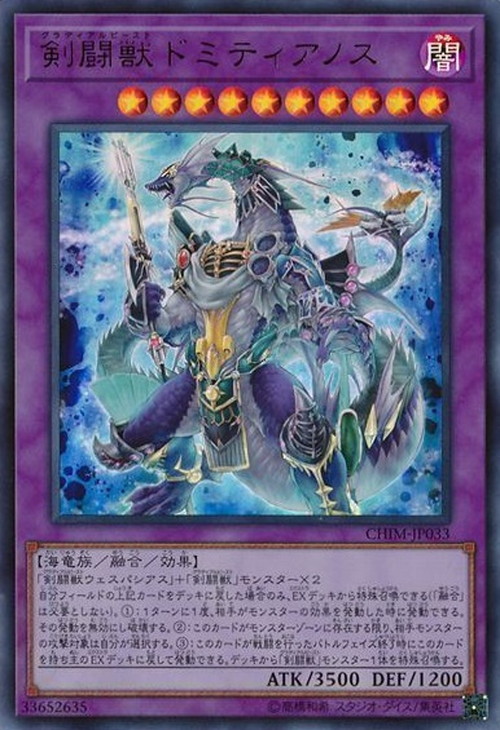 グラディアルビースト
剣闘獣ドミティアノス
やみ
闇
CHIM-JP033
【海竜族／融合／効果】
「剣闘獣ウェスパシアス」＋「剣闘獣」モンスター×２
自分フィールドの上記カードをデッキに戻した場合のみ、EXデッキから特殊召喚できる(「融合」
は必要としない)。①：１ターンに１度、相手がモンスターの効果を発動した時に発動できる。
その発動を無効にし破壊する。②：このカードがモンスターゾーンに存在する限り、相手モンスター
の攻撃対象は自分が選択する。③：このカードが戦闘を行ったバトルフェイズ終了時にこのカード
を持ち主のEXデッキに戻して発動できる。デッキから「剣闘獣」モンスター１体を特殊召喚する。
ATK/3500 DEF/1200
33652635
©高橋和希 スタジオ・ダイス/集英社